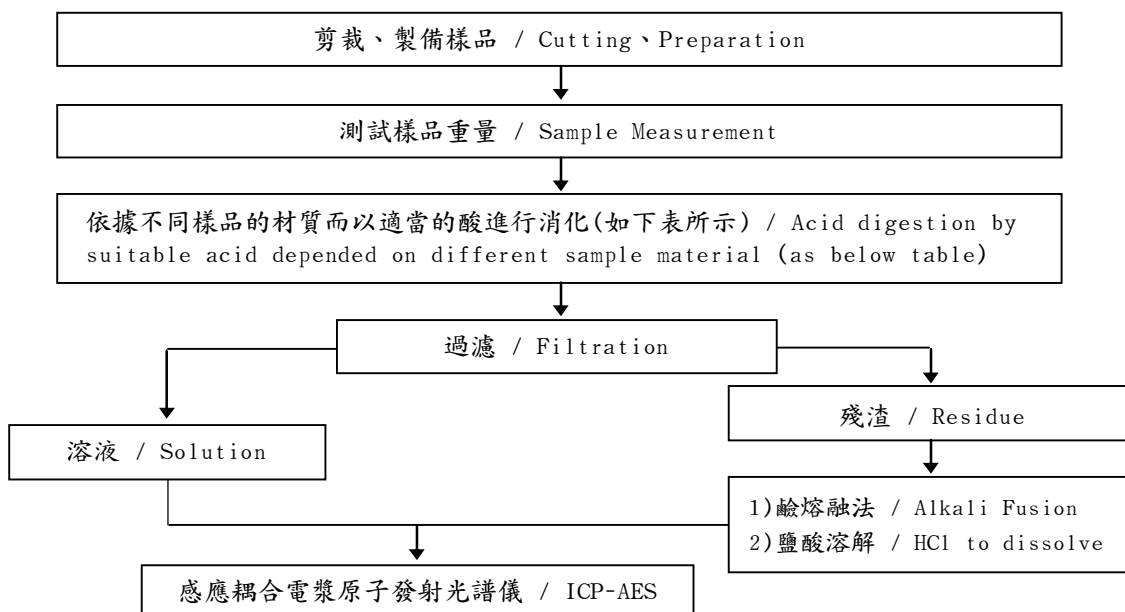 剪裁、製備樣品 / Cutting、Preparation
測試樣品重量 / Sample Measurement
依據不同樣品的材質而以適當的酸進行消化(如下表所示) / Acid digestion by
suitable acid depended on different sample material (as below table)
過濾 / Filtration
溶液 / Solution
殘渣 / Residue
1)鹼熔融法 / Alkali Fusion
2)鹽酸溶解 / HCl to dissolve
感應耦合電漿原子發射光譜儀 / ICP-AES